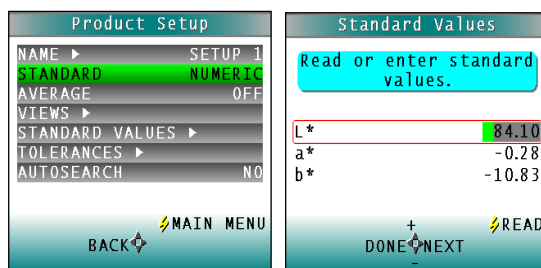 Product Setup
NAME ▶ SETUP 1
STANDARD NUMERIC
AVERAGE OFF
VIEWS ▶
STANDARD VALUES ▶
TOLERANCES ▶
AUTOSEARCH NO
⚡MAIN MENU
BACK
Standard Values
Read or enter standard
values.
L* 84.10
a* -0.28
b* -10.83
+
⚡READ
DONE NEXT
-